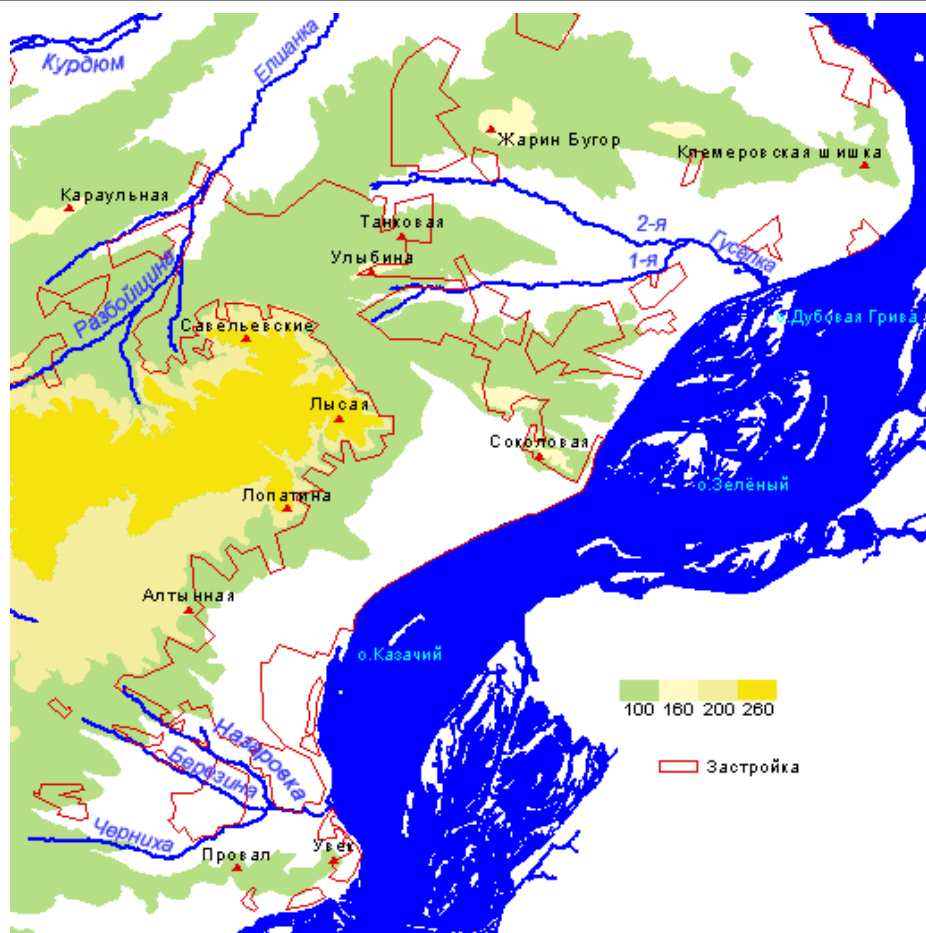 Курдюм
Елшанка
Жарин Бугор
Клемеровская шишка
Караульная
Танковая
2-я
Гуселка
Улыбина
1-я
Разбойщина
Савельевские
о.Дубовая Грива
Лысая
Соколовая
о.Зелёный
Лопатина
Алтынная
о.Казачий
100 160 200 260
Назаровка
Застройка
Березина
Черниха
Провал
Увек